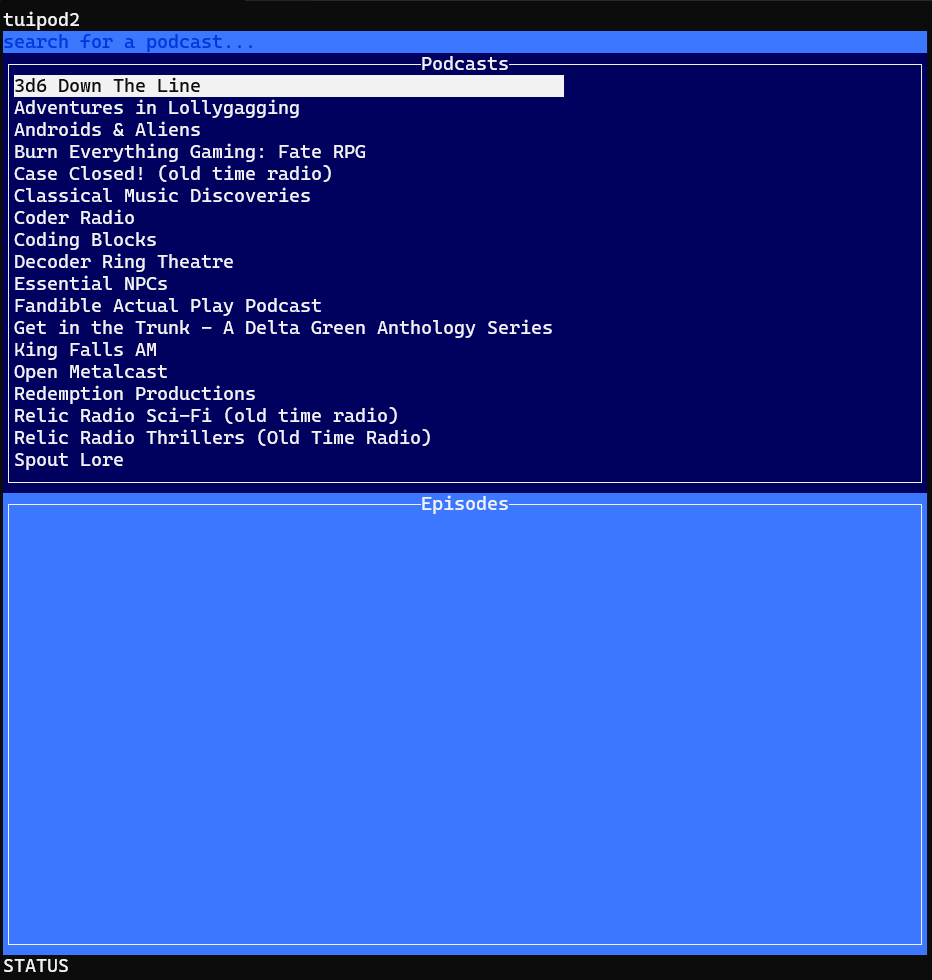 tuipod2
search for a podcast...
Podcasts
3d6 Down The Line
Adventures in Lollygagging
Androids & Aliens
Burn Everything Gaming: Fate RPG
Case Closed! (old time radio)
Classical Music Discoveries
Coder Radio
Coding Blocks
Decoder Ring Theatre
Essential NPCs
Fandible Actual Play Podcast
Get in the Trunk – A Delta Green Anthology Series
King Falls AM
Open Metalcast
Redemption Productions
Relic Radio Sci-Fi (old time radio)
Relic Radio Thrillers (Old Time Radio)
Spout Lore
Episodes
STATUS